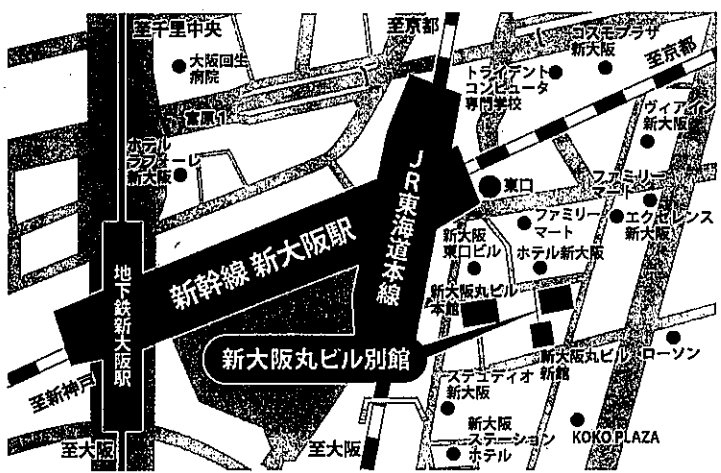 至千里中央
大阪回生
病院
宮原1
ホテル
ラフォーレ
新大阪
至京都
トライデント
コンピュータ
専門学校
コスモプラザ
新大阪
至京都
ヴィアイン
新大阪
ファミリー
マート
エクセレンス
新大阪
東口
ファミリー
マート
新大阪
東口ビル
ホテル新大阪
JR東海道本線
新幹線 新大阪駅
地下鉄新大阪駅
新大阪丸ビル
本館
新大阪丸ビル別館
新大阪丸ビル
新館
ローソン
至新神戸
ステュディオ
新大阪
新大阪
ステーション
ホテル
KOKO PLAZA
至大阪
至大阪